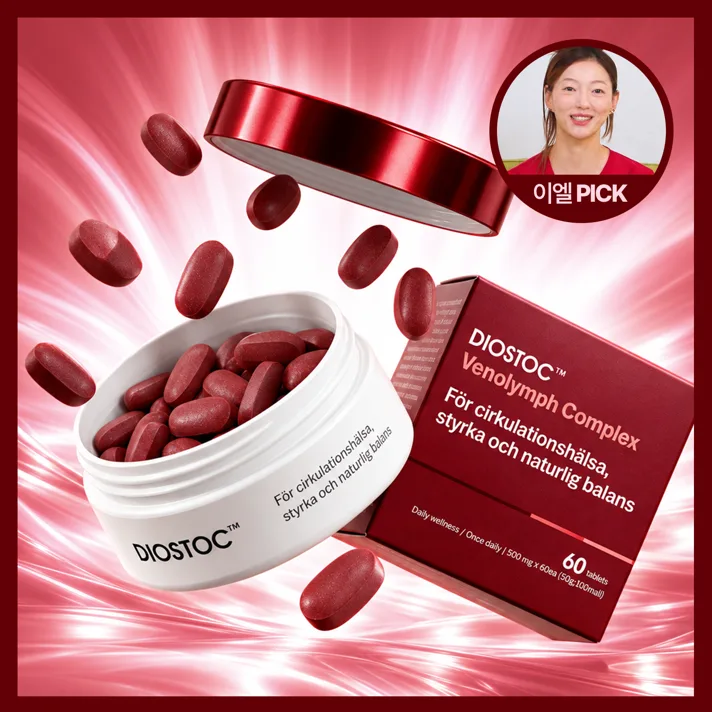 이엘 PICK
DIOSTOC™
Venolymph Complex
För cirkulationshälsa,
styrka och naturlig balans
Daily wellness / Once daily / 500 mg x 60ea (50g;100mall)
60 tablets
För cirkulationshälsa,
styrka och naturlig balans
DIOSTOC™